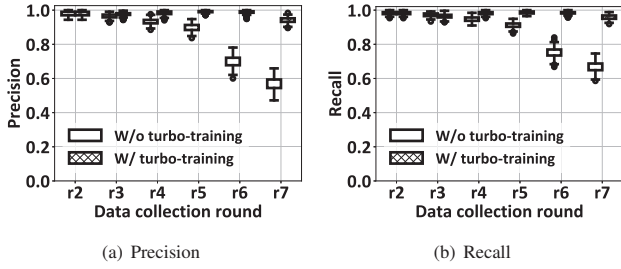 1.0
0.8
0.6
0.4
0.2
0.0
Precision
W/o turbo-training
W/ turbo-training
r2 r3 r4 r5 r6 r7
Data collection round
(a) Precision
1.0
0.8
0.6
0.4
0.2
0.0
Recall
W/o turbo-training
W/ turbo-training
r2 r3 r4 r5 r6 r7
Data collection round
(b) Recall